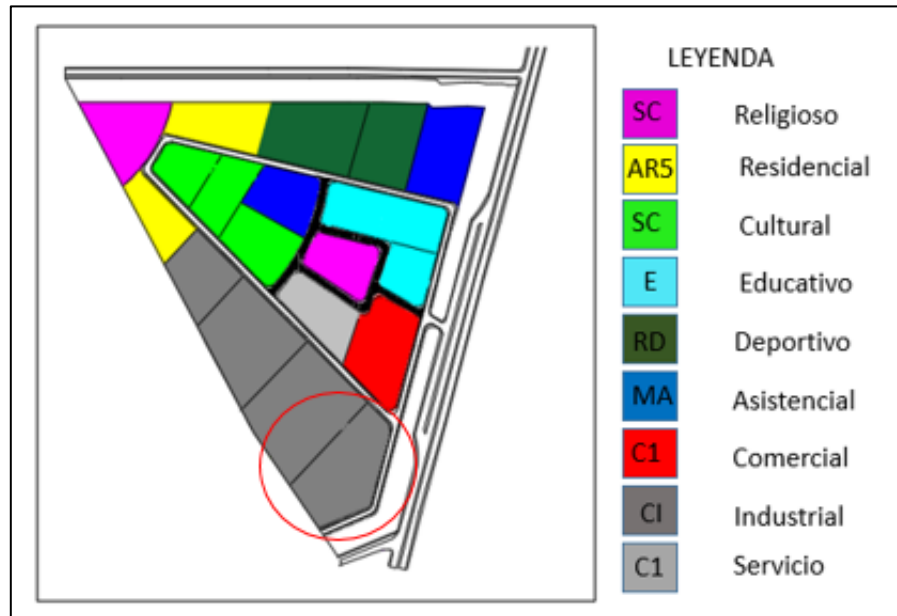 LEYENDA
SC Religioso
AR5 Residencial
SC Cultural
E Educativo
RD Deportivo
MA Asistencial
C1 Comercial
CI Industrial
C1 Servicio